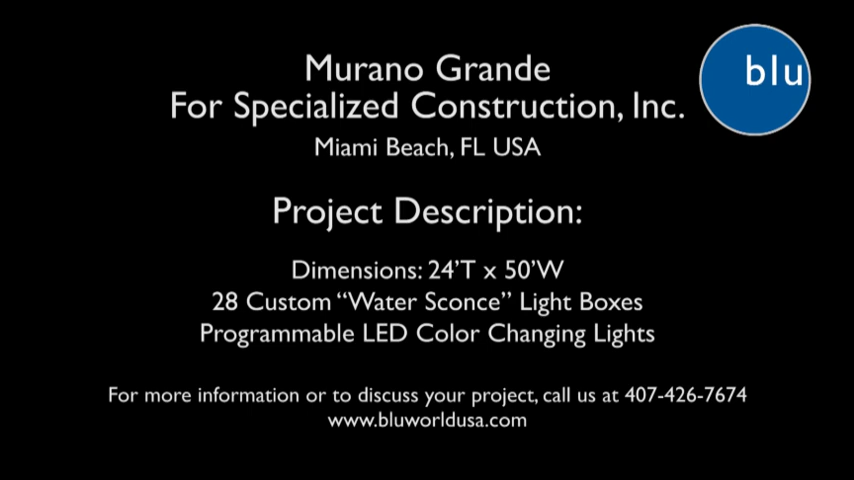 Murano Grande
For Specialized Construction, Inc.
blu
Miami Beach, FL USA
Project Description:
Dimensions: 24'T x 50'W
28 Custom “Water Sconce” Light Boxes
Programmable LED Color Changing Lights
For more information or to discuss your project, call us at 407-426-7674
www.bluworldusa.com